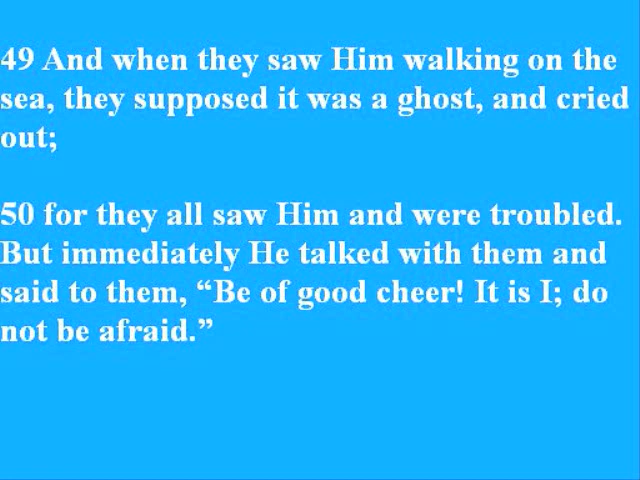 49 And when they saw Him walking on the
sea, they supposed it was a ghost, and cried
out;
50 for they all saw Him and were troubled.
But immediately He talked with them and
said to them, “Be of good cheer! It is I; do
not be afraid.”